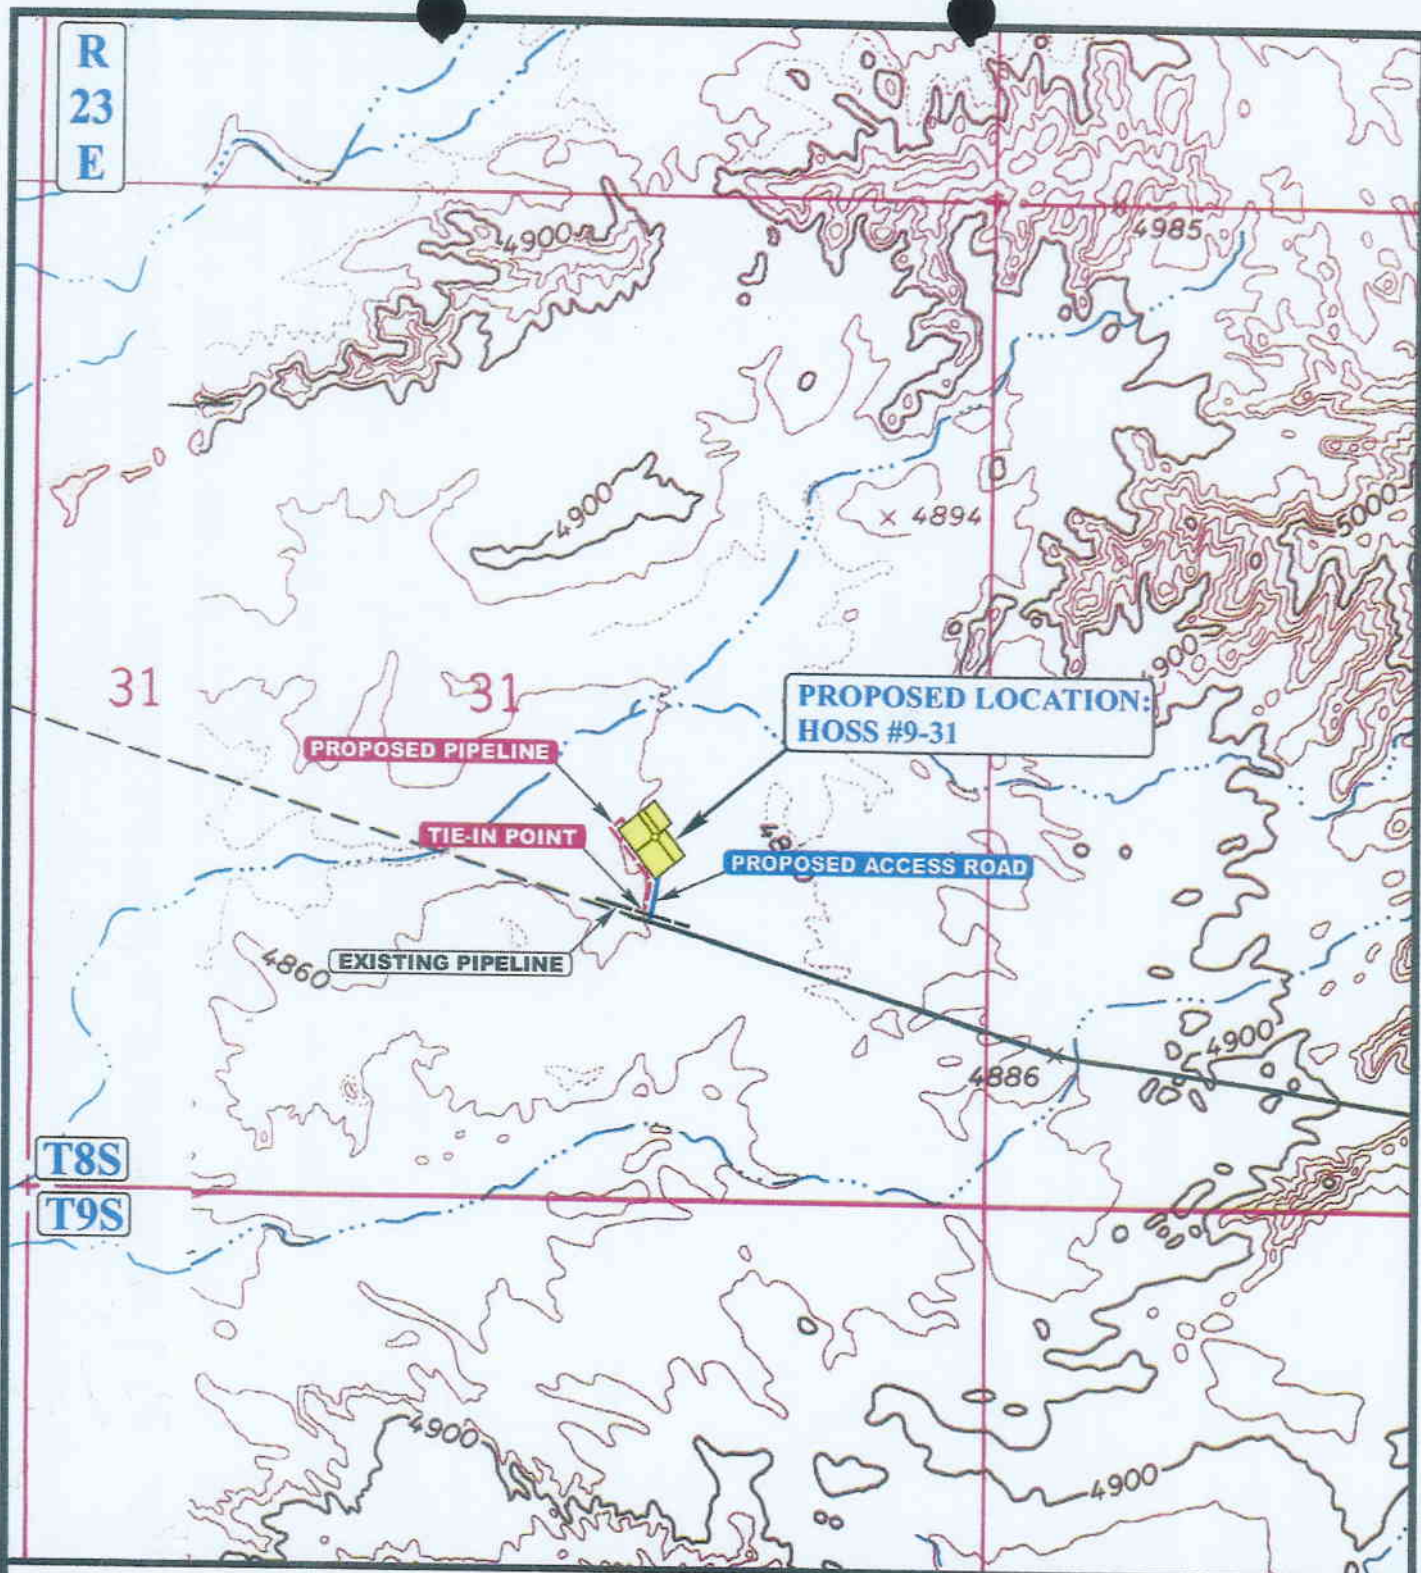 R
23
E
4900
4985
4900
4894
5000
4900
31
31
PROPOSED LOCATION:
HOSS #9-31
PROPOSED PIPELINE
TIE-IN POINT
PROPOSED ACCESS ROAD
EXISTING PIPELINE
4860
4900
4886
T8S
T9S
4900
4900